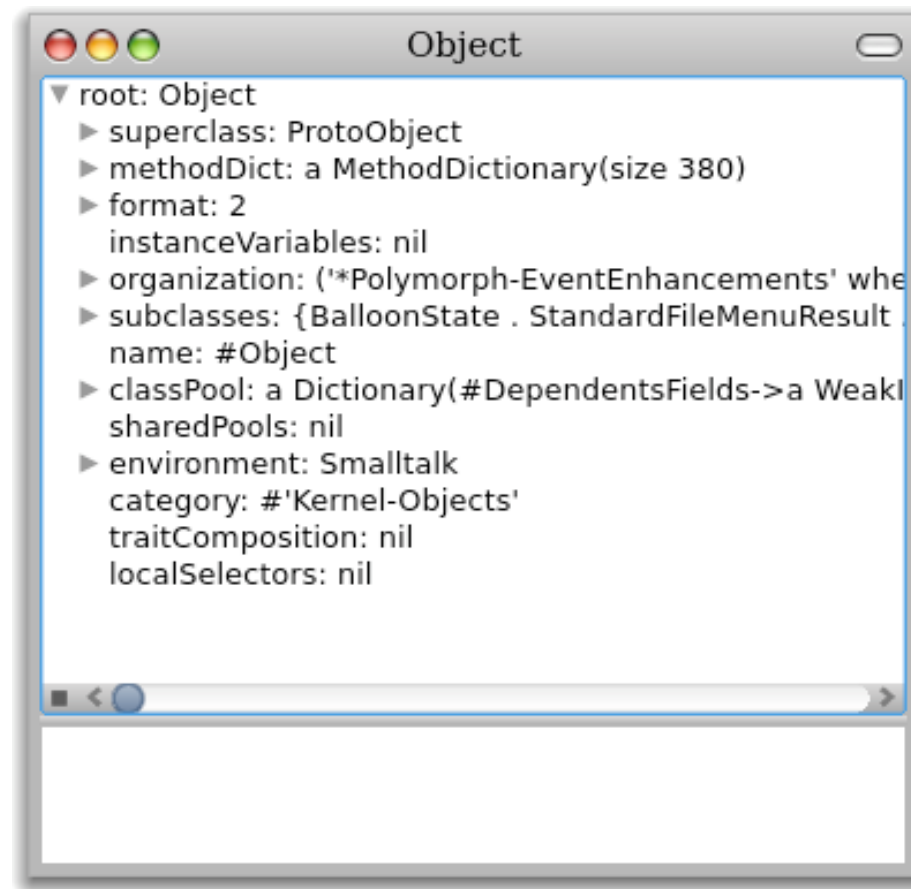 Object
root: Object
superclass: ProtoObject
methodDict: a MethodDictionary(size 380)
format: 2
instanceVariables: nil
organization: ('*Polymorph-EventEnhancements' whe
subclasses: {BalloonState . StandardFileMenuResult .
name: #Object
classPool: a Dictionary(#DependentsFields->a WeakI
sharedPools: nil
environment: Smalltalk
category: #'Kernel-Objects'
traitComposition: nil
localSelectors: nil